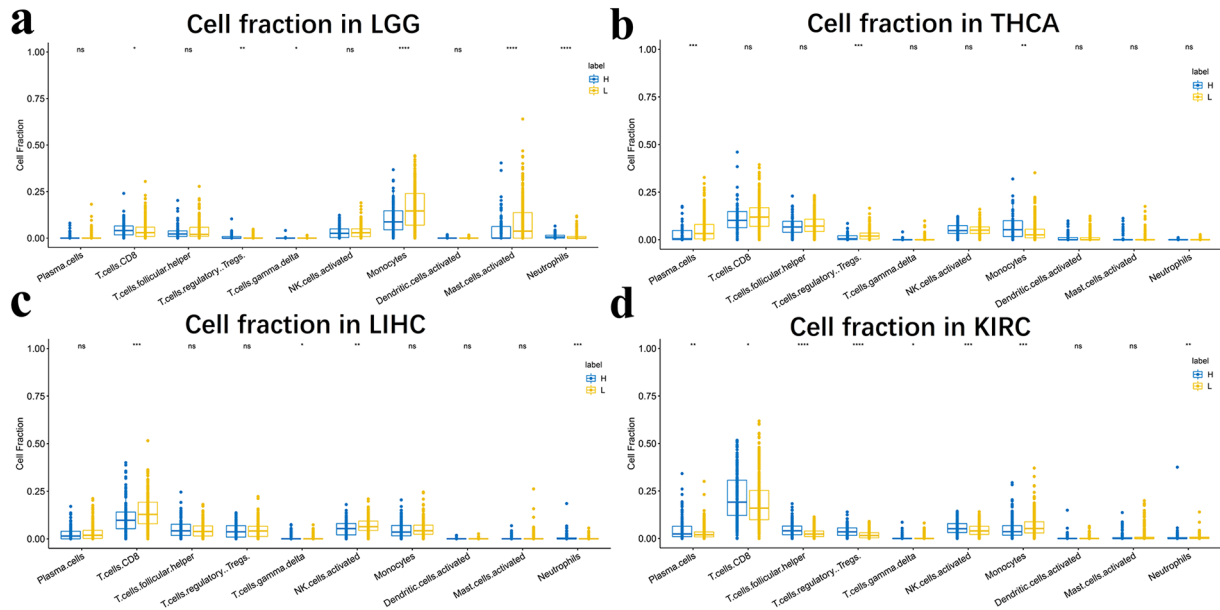 a
Cell fraction in LGG
ns * ns ** * ns **** ns **** ****
1.00
0.75
0.50
0.25
0.00
Cell Fraction
label
H
L
Plasma.cells
T.cells.CD8
T.cells.follicular.helper
T.cells.regulatory..Tregs.
T.cells.gamma.delta
NK.cells.activated
Monocytes
Dendritic.cells.activated
Mast.cells.activated
Neutrophils
b
Cell fraction in THCA
*** ns ns *** ns ns ** ns ns ns
1.00
0.75
0.50
0.25
0.00
Cell Fraction
label
H
L
Plasma.cells
T.cells.CD8
T.cells.follicular.helper
T.cells.regulatory..Tregs.
T.cells.gamma.delta
NK.cells.activated
Monocytes
Dendritic.cells.activated
Mast.cells.activated
Neutrophils
c
Cell fraction in LIHC
ns *** ns ns * ** ns ns ns ***
1.00
0.75
0.50
0.25
0.00
Cell Fraction
label
H
L
Plasma.cells
T.cells.CD8
T.cells.follicular.helper
T.cells.regulatory..Tregs.
T.cells.gamma.delta
NK.cells.activated
Monocytes
Dendritic.cells.activated
Mast.cells.activated
Neutrophils
d
Cell fraction in KIRC
** * **** **** * *** *** ns ns **
1.00
0.75
0.50
0.25
0.00
Cell Fraction
label
H
L
Plasma.cells
T.cells.CD8
T.cells.follicular.helper
T.cells.regulatory..Tregs.
T.cells.gamma.delta
NK.cells.activated
Monocytes
Dendritic.cells.activated
Mast.cells.activated
Neutrophils